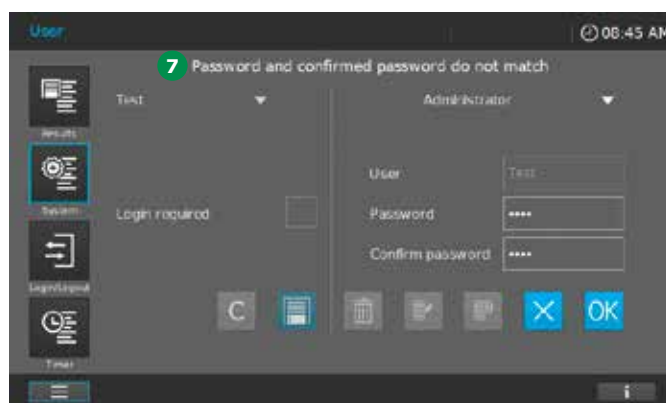 User
08:45 AM
7 Password and confirmed password do not match
Test
Administrator
Results
User
Test
System
Login required
Password
••••
Confirm password
••••
Login/Logout
C
OK
Timer
i